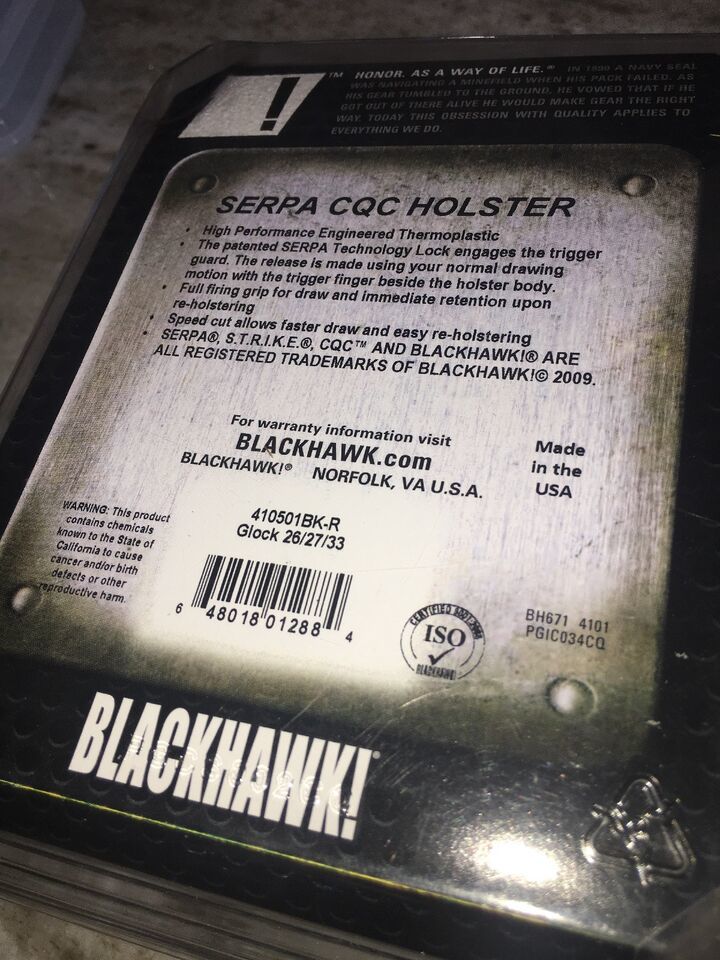 ! ™ HONOR. AS A WAY OF LIFE.® IN 1990 A NAVY SEAL
WAS NAVIGATING A MINEFIELD WHEN HIS PACK FAILED. AS
HIS GEAR TUMBLED TO THE GROUND, HE VOWED THAT IF HE
GOT OUT OF THERE ALIVE HE WOULD MAKE GEAR THE RIGHT
WAY. TODAY THIS OBSESSION WITH QUALITY APPLIES TO
EVERYTHING WE DO.
SERPA CQC HOLSTER
• High Performance Engineered Thermoplastic
• The patented SERPA Technology Lock engages the trigger
guard. The release is made using your normal drawing
motion with the trigger finger beside the holster body.
• Full firing grip for draw and immediate retention upon
re-holstering
• Speed cut allows faster draw and easy re-holstering
• SERPA®, S.T.R.I.K.E.®, CQC™ AND BLACKHAWK!® ARE
ALL REGISTERED TRADEMARKS OF BLACKHAWK!© 2009.
For warranty information visit
BLACKHAWK.com
BLACKHAWK!® NORFOLK, VA U.S.A.
Made
in the
USA
WARNING: This product
contains chemicals
known to the State of
California to cause
cancer and/or birth
defects or other
reproductive harm.
410501BK-R
Glock 26/27/33
6 48018 01288 4
CERTIFIED
ISO
BLACKHAWK!
BH671 4101
PGIC034CQ
BLACKHAWK!®